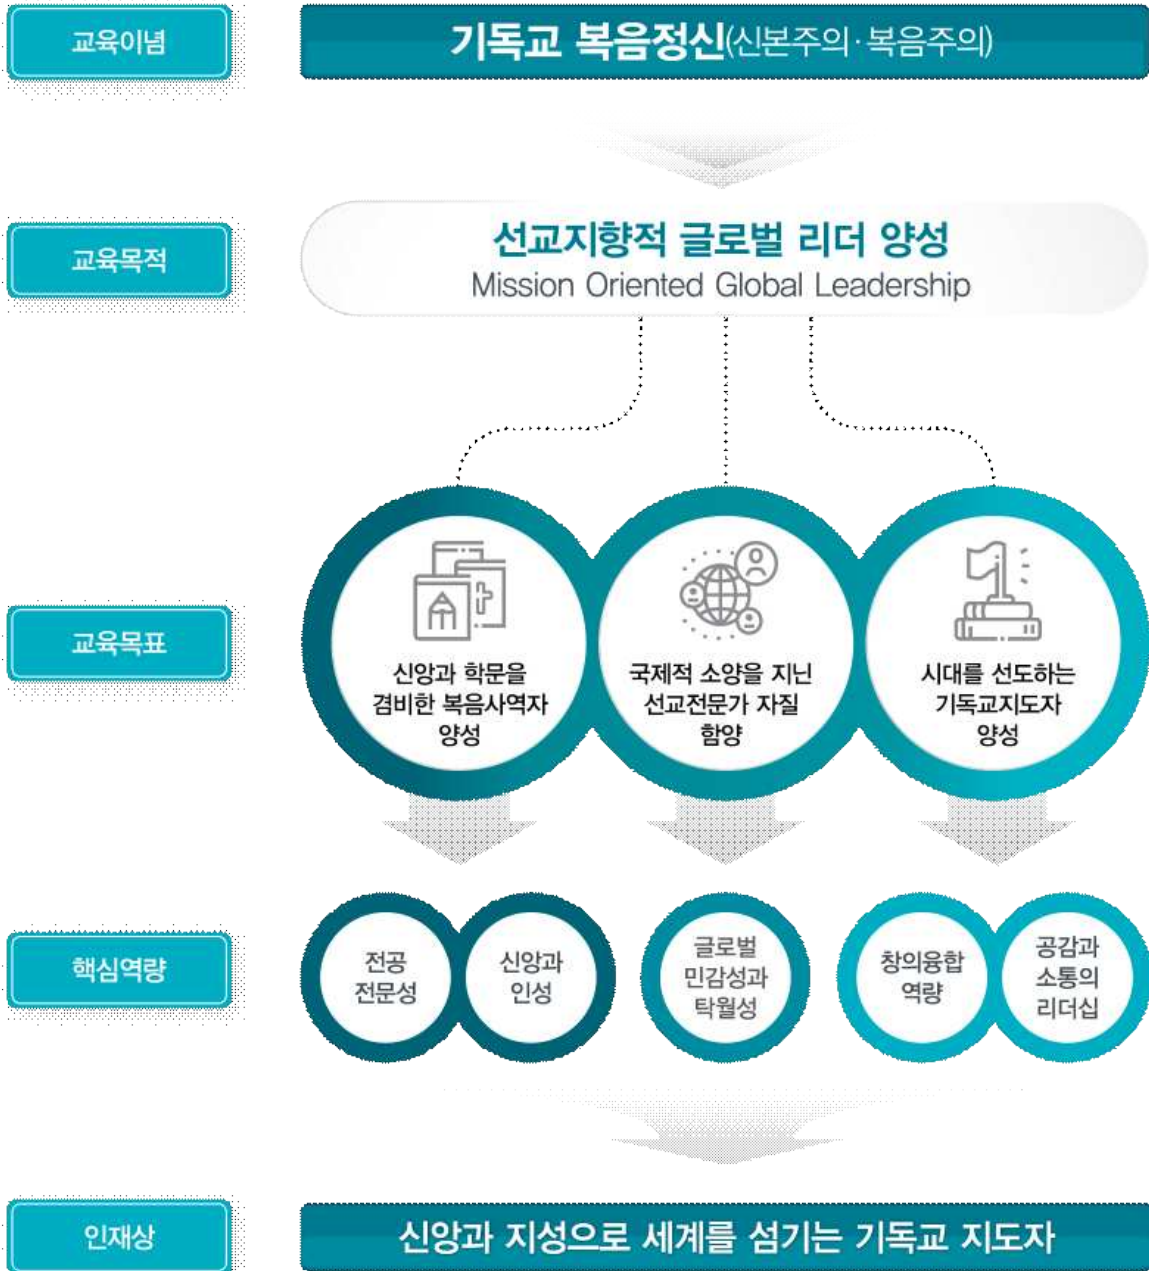 교육이념
기독교 복음정신(신본주의·복음주의)
교육목적
선교지향적 글로벌 리더 양성
Mission Oriented Global Leadership
교육목표
신앙과 학문을
겸비한 복음사역자
양성
국제적 소양을 지닌
선교전문가 자질
함양
시대를 선도하는
기독교지도자
양성
핵심역량
전공
전문성
신앙과
인성
글로벌
민감성과
탁월성
창의융합
역량
공감과
소통의
리더십
인재상
신앙과 지성으로 세계를 섬기는 기독교 지도자